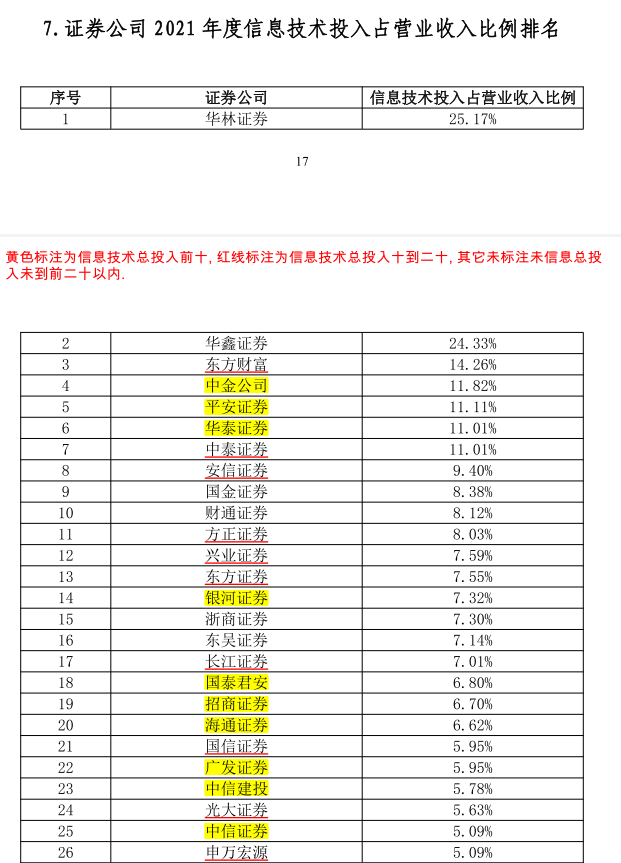 7.证券公司 2021 年度信息技术投入占营业收入比例排名
序号 证券公司 信息技术投入占营业收入比例
1 华林证券 25.17%
17
黄色标注为信息技术总投入前十, 红线标注为信息技术总投入十到二十, 其它未标注未信息总投
入未到前二十以内.
2 华鑫证券 24.33%
3 东方财富 14.26%
4 中金公司 11.82%
5 平安证券 11.11%
6 华泰证券 11.01%
7 中泰证券 11.01%
8 安信证券 9.40%
9 国金证券 8.38%
10 财通证券 8.12%
11 方正证券 8.03%
12 兴业证券 7.59%
13 东方证券 7.55%
14 银河证券 7.32%
15 浙商证券 7.30%
16 东吴证券 7.14%
17 长江证券 7.01%
18 国泰君安 6.80%
19 招商证券 6.70%
20 海通证券 6.62%
21 国信证券 5.95%
22 广发证券 5.95%
23 中信建投 5.78%
24 光大证券 5.63%
25 中信证券 5.09%
26 申万宏源 5.09%